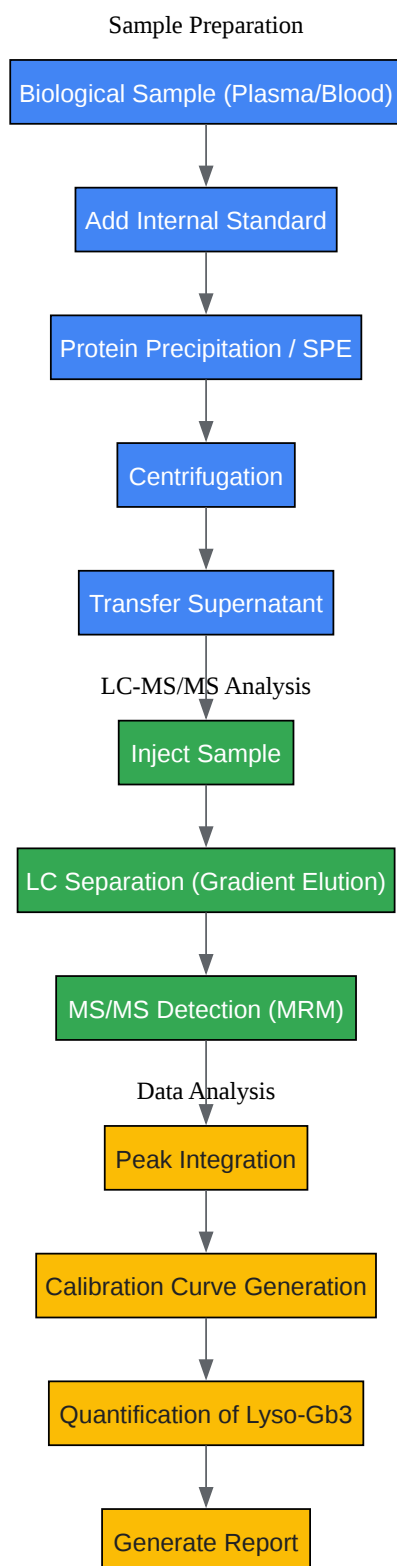 Sample Preparation
Biological Sample (Plasma/Blood)
Add Internal Standard
Protein Precipitation / SPE
Centrifugation
Transfer Supernatant
LC-MS/MS Analysis
Inject Sample
LC Separation (Gradient Elution)
MS/MS Detection (MRM)
Data Analysis
Peak Integration
Calibration Curve Generation
Quantification of Lyso-Gb3
Generate Report